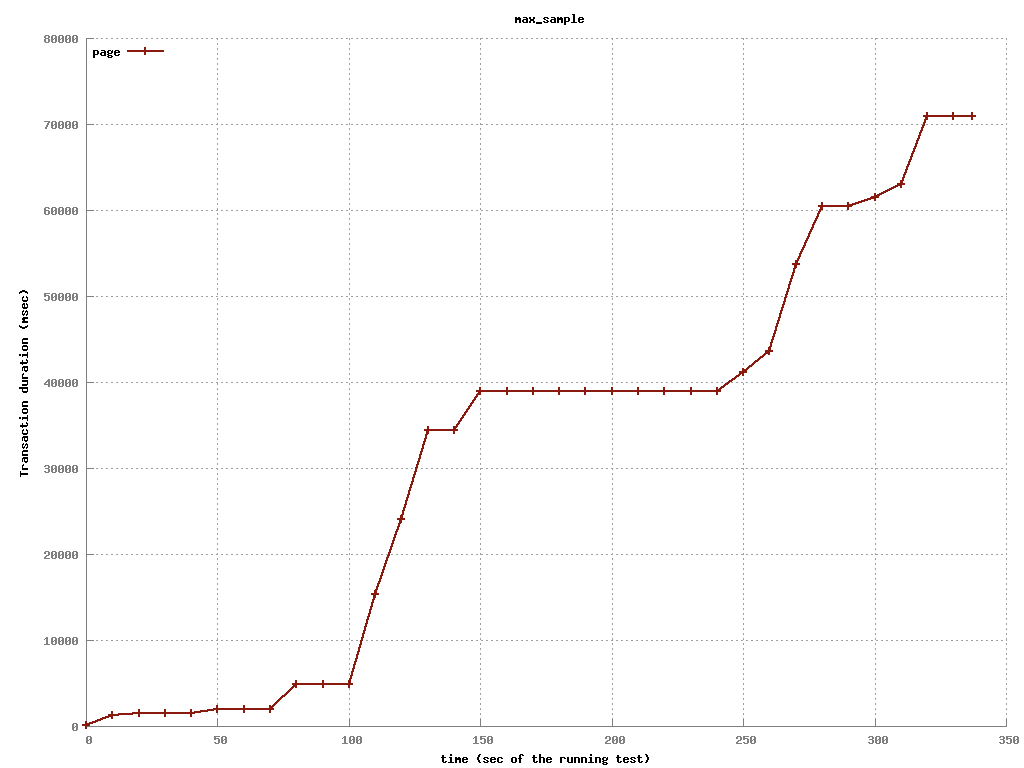 max_sample
page
80000
70000
60000
50000
40000
30000
20000
10000
0
Transaction duration (msec)
0 50 100 150 200 250 300 350
time (sec of the running test)